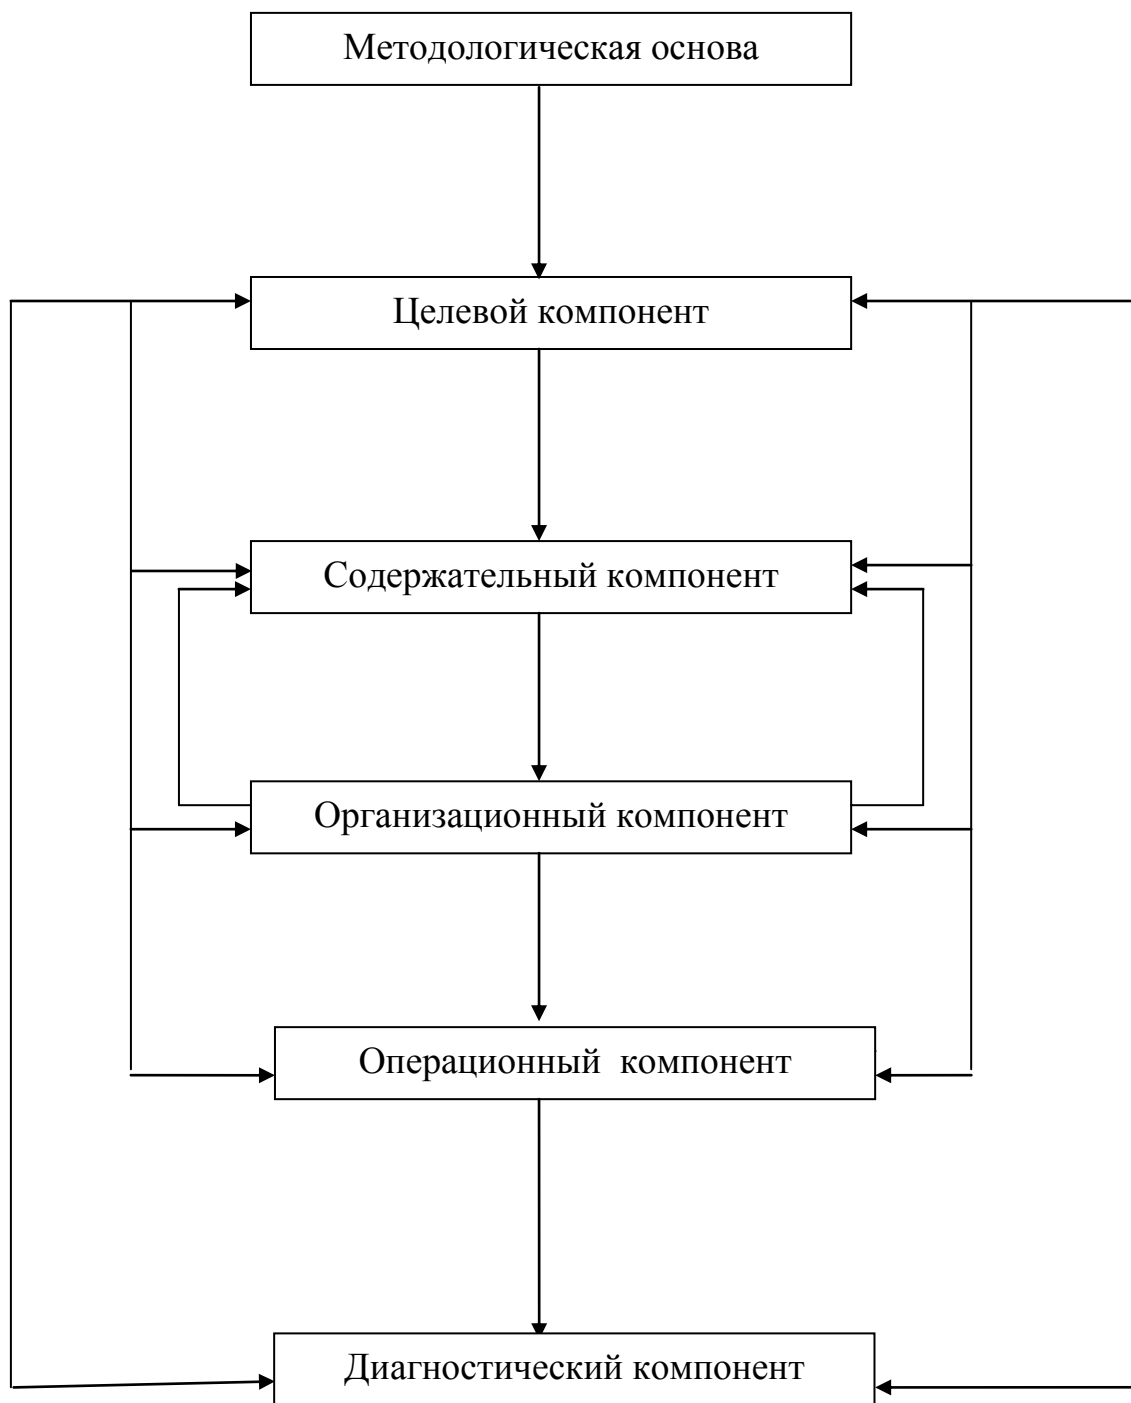 Методологическая основа
Целевой компонент
Содержательный компонент
Организационный компонент
Операционный  компонент
Диагностический компонент